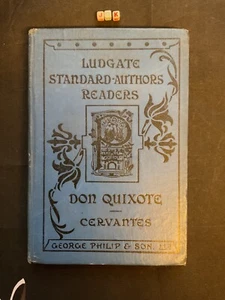 LUDGATE
STANDARD-AUTHORS
READERS
DON QUIXOTE
CERVANTES
GEORGE PHILIP & SON. Ltd